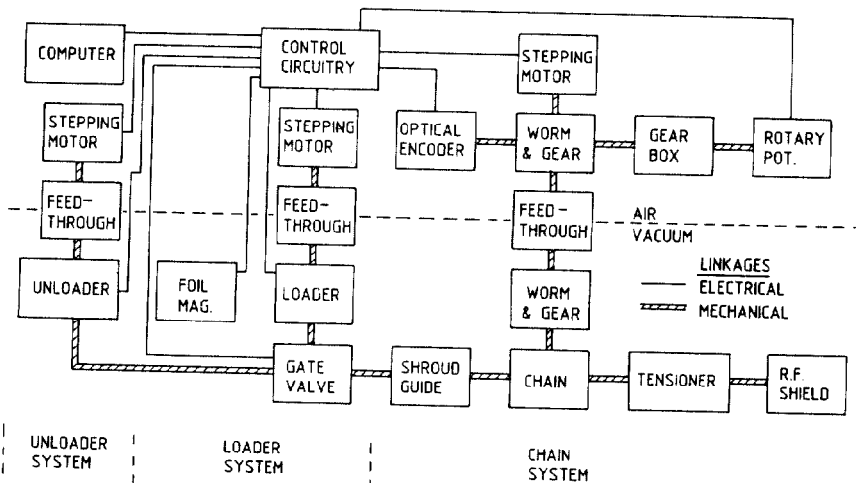 COMPUTER
CONTROL
CIRCUITRY
STEPPING
MOTOR
STEPPING
MOTOR
STEPPING
MOTOR
OPTICAL
ENCODER
WORM
& GEAR
GEAR
BOX
ROTARY
POT.
FEED-
THROUGH
FEED-
THROUGH
FEED-
THROUGH
AIR
VACUUM
UNLOADER
FOIL
MAG.
LOADER
WORM
& GEAR
LINKAGES
ELECTRICAL
MECHANICAL
GATE
VALVE
SHROUD
GUIDE
CHAIN
TENSIONER
R.F.
SHIELD
UNLOADER
SYSTEM
LOADER
SYSTEM
CHAIN
SYSTEM